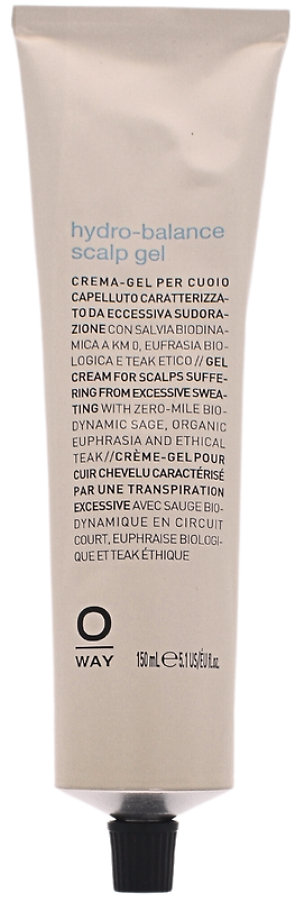 hydro-balance
scalp gel
CREMA-GEL PER CUOIO
CAPELLUTO CARATTERIZZA-
TO DA ECCESSIVA SUDORA-
ZIONE CON SALVIA BIODINA-
MICA A KM 0, EUFRASIA BIO-
LOGICA E TEAK ETICO // GEL
CREAM FOR SCALPS SUFFE-
RING FROM EXCESSIVE SWEA-
TING WITH ZERO-MILE BIO-
DYNAMIC SAGE, ORGANIC
EUPHRASIA AND ETHICAL
TEAK//CRÈME-GELPOUR
CUIR CHEVELU CARACTÉRISÉ
PAR UNE TRANSPIRATION
EXCESSIVE AVEC SAUGE BIO-
DYNAMIQUE EN CIRCUIT
COURT, EUPHRAISE BIOLOGI-
QUE ET TEAK ÉTHIQUE
O
WAY
150 mL e 5.1 US/ÉU fl.oz.